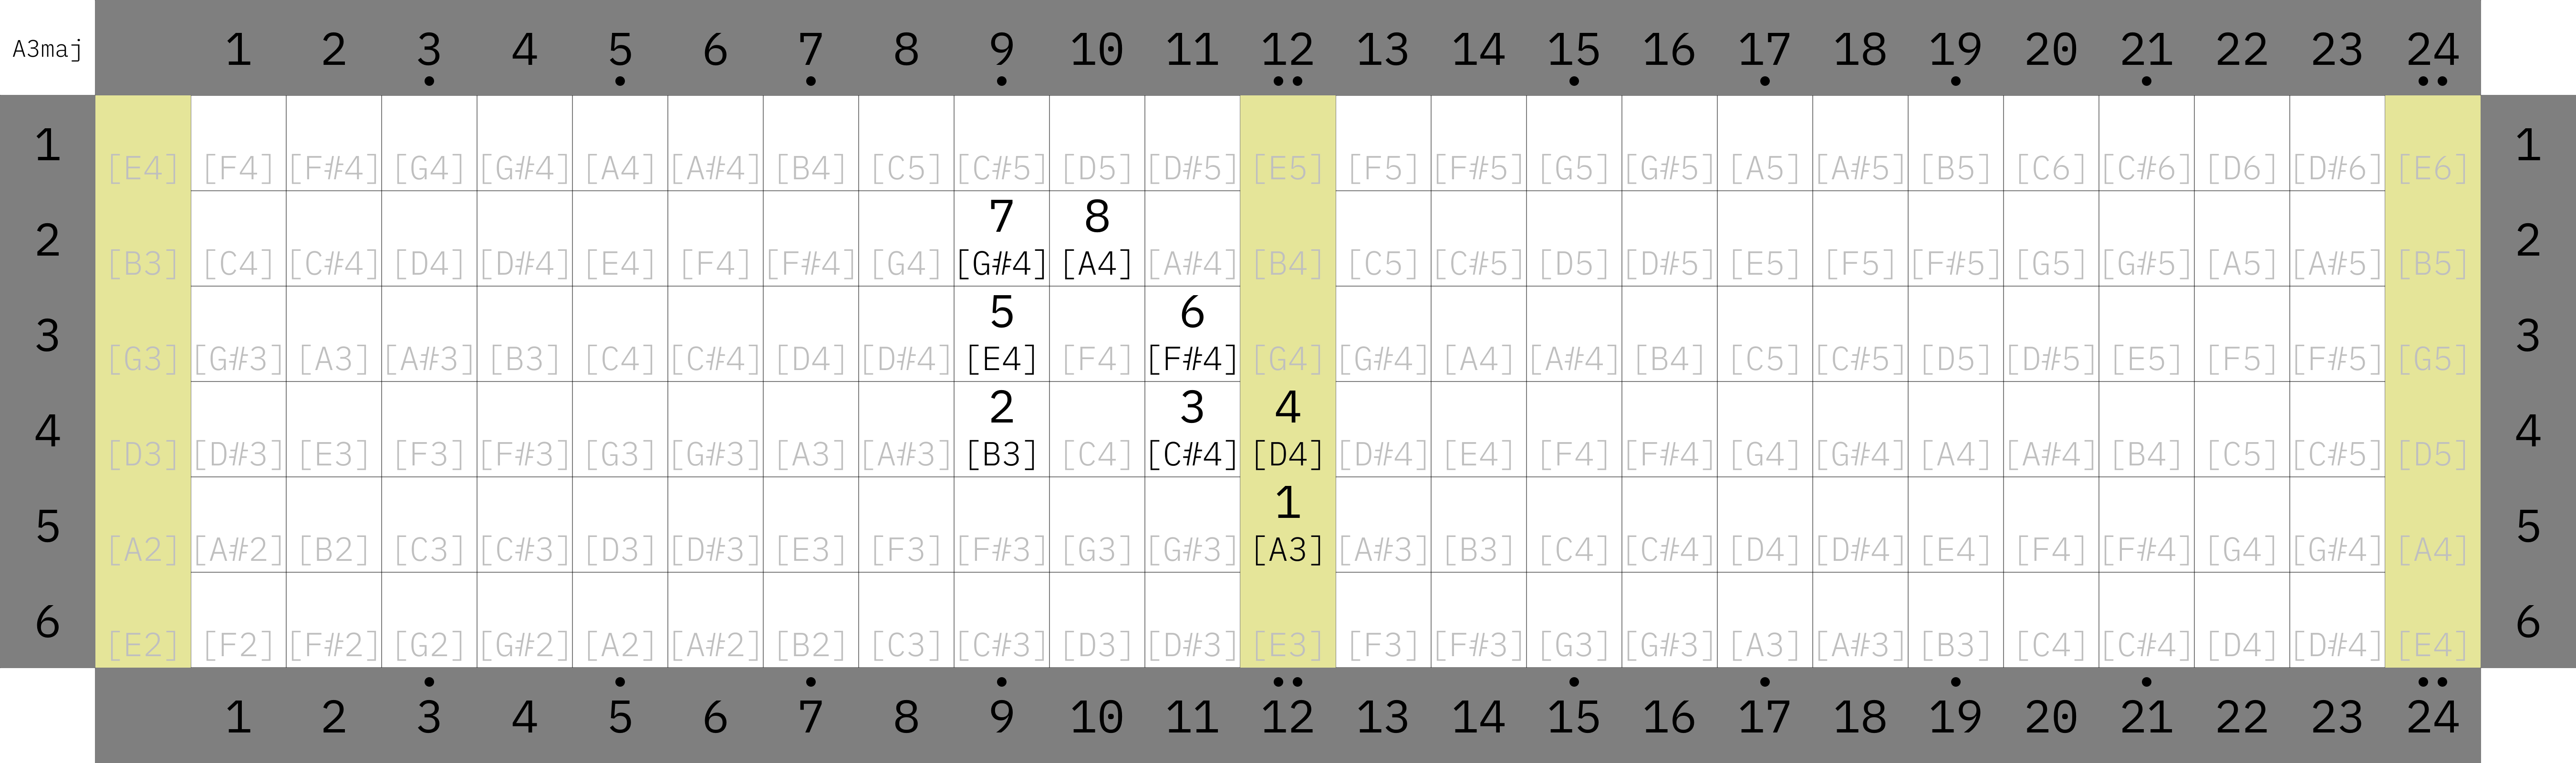 A3maj 1 2 3 4 5 6 7 8 9 10 11 12 13 14 15 16 17 18 19 20 21 22 23 24
1 [E4] [F4] [F#4] [G4] [G#4] [A4] [A#4] [B4] [C5] [C#5] [D5] [D#5] [E5] [F5] [F#5] [G5] [G#5] [A5] [A#5] [B5] [C6] [C#6] [D6] [D#6] [E6] 1
7 8
2 [B3] [C4] [C#4] [D4] [D#4] [E4] [F4] [F#4] [G4] [G#4] [A4] [A#4] [B4] [C5] [C#5] [D5] [D#5] [E5] [F5] [F#5] [G5] [G#5] [A5] [A#5] [B5] 2
5 6
3 [G3] [G#3] [A3] [A#3] [B3] [C4] [C#4] [D4] [D#4] [E4] [F4] [F#4] [G4] [G#4] [A4] [A#4] [B4] [C5] [C#5] [D5] [D#5] [E5] [F5] [F#5] [G5] 3
2 3 4
4 [D3] [D#3] [E3] [F3] [F#3] [G3] [G#3] [A3] [A#3] [B3] [C4] [C#4] [D4] [D#4] [E4] [F4] [F#4] [G4] [G#4] [A4] [A#4] [B4] [C5] [C#5] [D5] 4
1
5 [A2] [A#2] [B2] [C3] [C#3] [D3] [D#3] [E3] [F3] [F#3] [G3] [G#3] [A3] [A#3] [B3] [C4] [C#4] [D4] [D#4] [E4] [F4] [F#4] [G4] [G#4] [A4] 5
6 [E2] [F2] [F#2] [G2] [G#2] [A2] [A#2] [B2] [C3] [C#3] [D3] [D#3] [E3] [F3] [F#3] [G3] [G#3] [A3] [A#3] [B3] [C4] [C#4] [D4] [D#4] [E4] 6
1 2 3 4 5 6 7 8 9 10 11 12 13 14 15 16 17 18 19 20 21 22 23 24